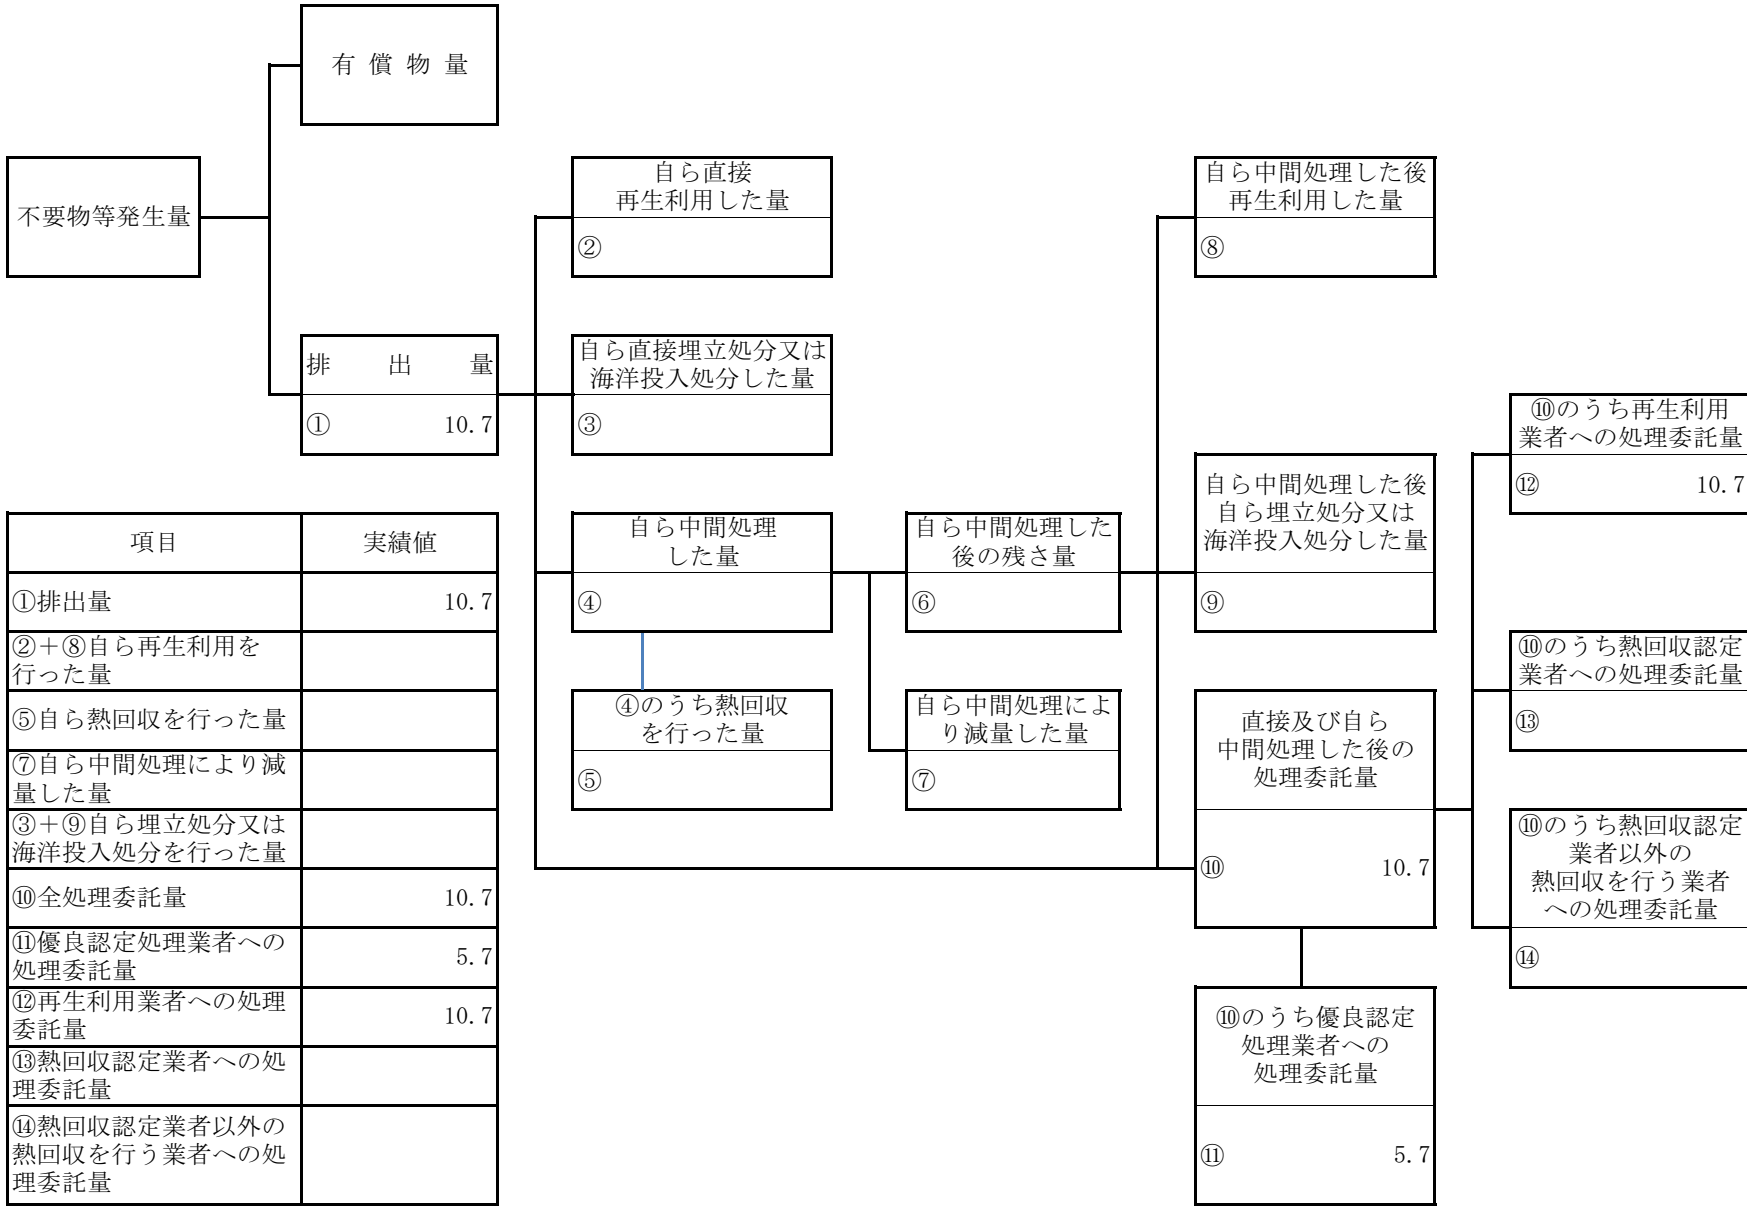 有償物量
不要物等発生量
排出量
① 10.7
自ら直接
再生利用した量
②
自ら直接埋立処分又は
海洋投入処分した量
③
自ら中間処理
した量
④
④のうち熱回収
を行った量
⑤
自ら中間処理した
後の残さ量
⑥
自ら中間処理によ
り減量した量
⑦
自ら中間処理した後
再生利用した量
⑧
自ら中間処理した後
自ら埋立処分又は
海洋投入処分した量
⑨
直接及び自ら
中間処理した後の
処理委託量
⑩ 10.7
⑩のうち優良認定
処理業者への
処理委託量
⑪ 5.7
⑩のうち再生利用
業者への処理委託量
⑫ 10.7
⑩のうち熱回収認定
業者への処理委託量
⑬
⑩のうち熱回収認定
業者以外の
熱回収を行う業者
への処理委託量
⑭
項目 実績値
①排出量 10.7
②＋⑧自ら再生利用を
行った量
⑤自ら熱回収を行った量
⑦自ら中間処理により減
量した量
③＋⑨自ら埋立処分又は
海洋投入処分を行った量
⑩全処理委託量 10.7
⑪優良認定処理業者への
処理委託量 5.7
⑫再生利用業者への処理
委託量 10.7
⑬熱回収認定業者への処
理委託量
⑭熱回収認定業者以外の
熱回収を行う業者への処
理委託量